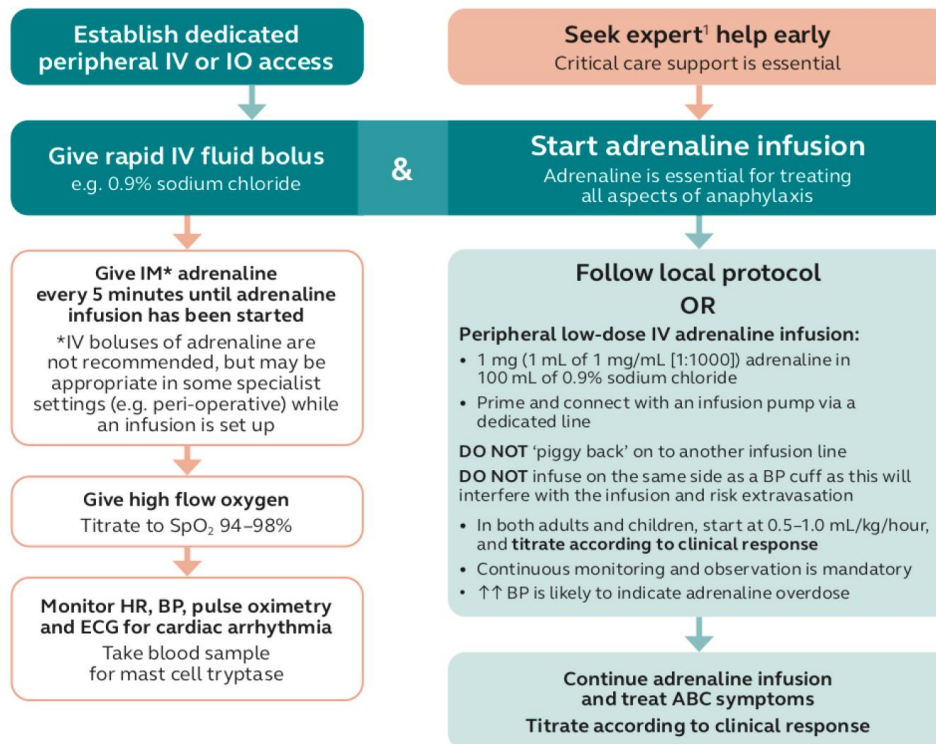 Establish dedicated
peripheral IV or IO access
Seek expert¹ help early
Critical care support is essential
Give rapid IV fluid bolus
e.g. 0.9% sodium chloride
&
Start adrenaline infusion
Adrenaline is essential for treating
all aspects of anaphylaxis
Give IM* adrenaline
every 5 minutes until adrenaline
infusion has been started
*IV boluses of adrenaline are
not recommended, but may be
appropriate in some specialist
settings (e.g. peri-operative) while
an infusion is set up
Give high flow oxygen
Titrate to SpO₂ 94–98%
Monitor HR, BP, pulse oximetry
and ECG for cardiac arrhythmia
Take blood sample
for mast cell tryptase
Follow local protocol
OR
Peripheral low-dose IV adrenaline infusion:
• 1 mg (1 mL of 1 mg/mL [1:1000]) adrenaline in
100 mL of 0.9% sodium chloride
• Prime and connect with an infusion pump via a
dedicated line
DO NOT ‘piggy back’ on to another infusion line
DO NOT infuse on the same side as a BP cuff as this will
interfere with the infusion and risk extravasation
• In both adults and children, start at 0.5–1.0 mL/kg/hour,
and titrate according to clinical response
• Continuous monitoring and observation is mandatory
• ↑↑ BP is likely to indicate adrenaline overdose
Continue adrenaline infusion
and treat ABC symptoms
Titrate according to clinical response